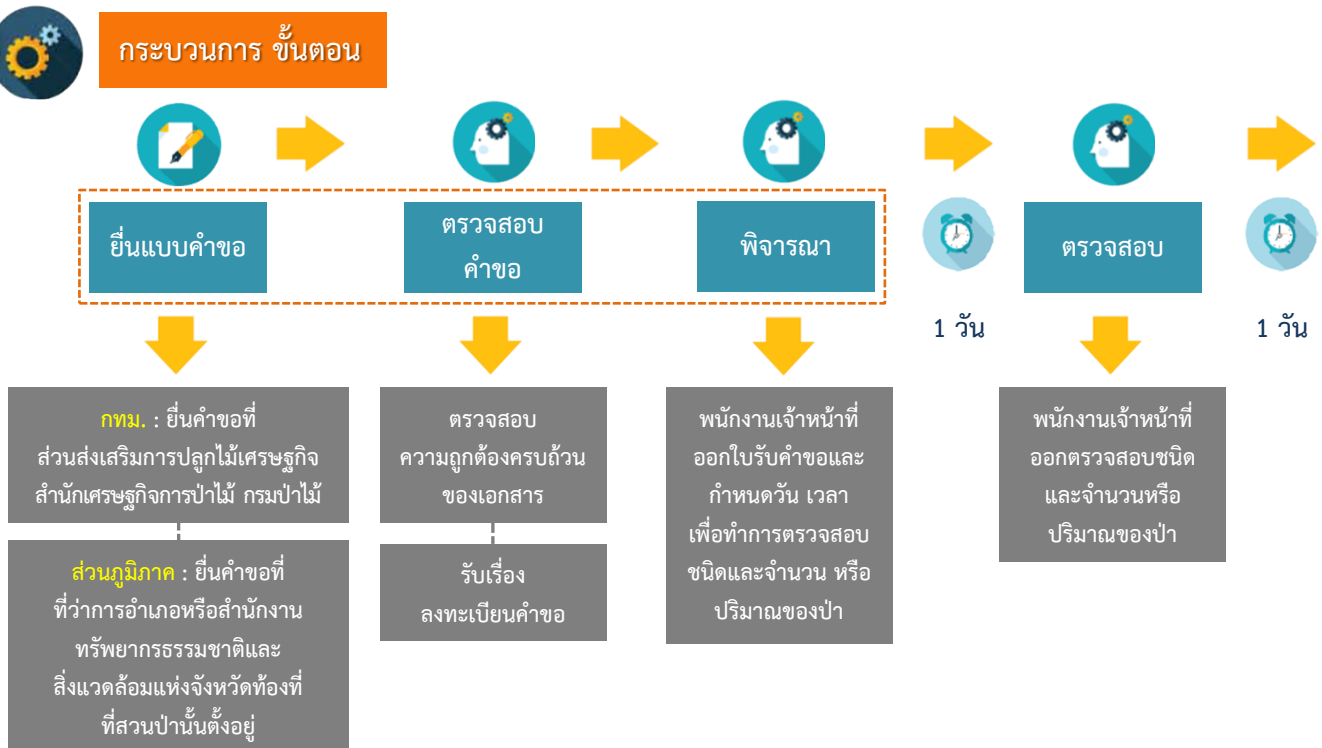 กระบวนการ ขั้นตอน
ยื่นแบบคำขอ
ตรวจสอบ
คำขอ
พิจารณา
1 วัน
ตรวจสอบ
1 วัน
กทม. : ยื่นคำขอที่
ส่วนส่งเสริมการปลูกไม้เศรษฐกิจ
สำนักเศรษฐกิจการป่าไม้ กรมป่าไม้
ส่วนภูมิภาค : ยื่นคำขอที่
ที่ว่าการอำเภอหรือสำนักงาน
ทรัพยากรธรรมชาติและ
สิ่งแวดล้อมแห่งจังหวัดท้องที่
ที่สวนป่านั้นตั้งอยู่
ตรวจสอบ
ความถูกต้องครบถ้วน
ของเอกสาร
รับเรื่อง
ลงทะเบียนคำขอ
พนักงานเจ้าหน้าที่
ออกใบรับคำขอและ
กำหนดวัน เวลา
เพื่อทำการตรวจสอบ
ชนิดและจำนวน หรือ
ปริมาณของป่า
พนักงานเจ้าหน้าที่
ออกตรวจสอบชนิด
และจำนวนหรือ
ปริมาณของป่า